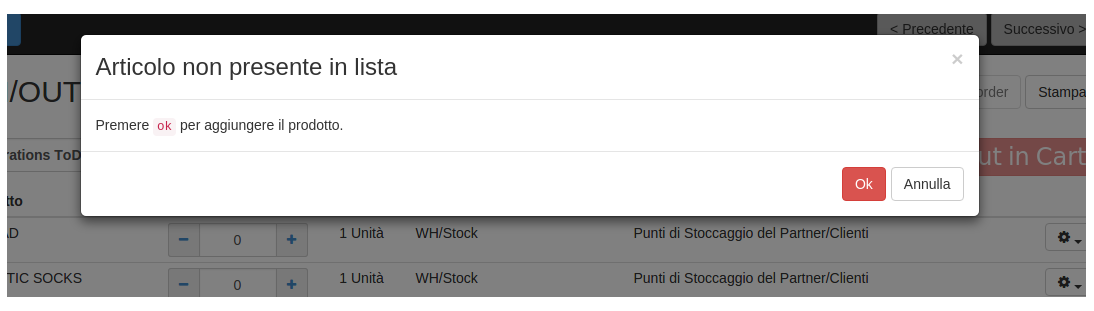 < Precedente Successivo >
Articolo non presente in lista ×
/OUT order Stampa
Premere ok per aggiungere il prodotto.
rations ToD ut in Cart
Ok Annulla
tto
AD − 0 + 1 Unità WH/Stock Punti di Stoccaggio del Partner/Clienti
TIC SOCKS − 0 + 1 Unità WH/Stock Punti di Stoccaggio del Partner/Clienti